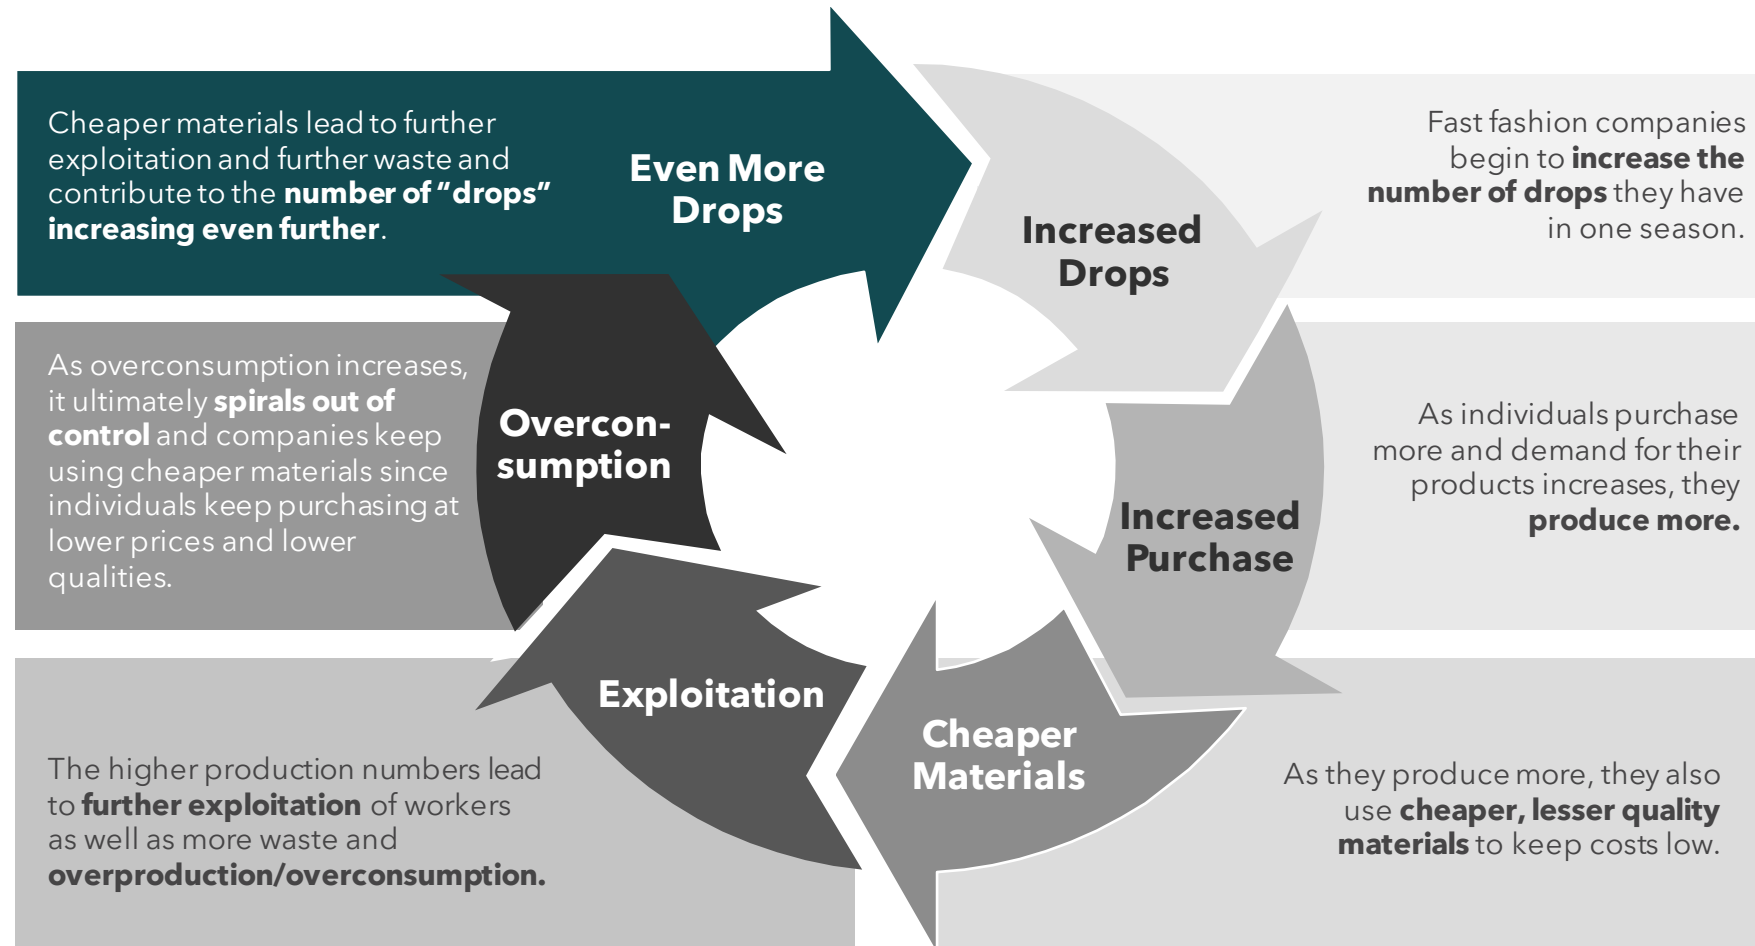 Cheaper materials lead to further
exploitation and further waste and
contribute to the number of "drops"
increasing even further.
Even More
Drops
Increased
Drops
Fast fashion companies
begin to increase the
number of drops they have
in one season.
As overconsumption increases,
it ultimately spirals out of
control and companies keep
using cheaper materials since
individuals keep purchasing at
lower prices and lower
qualities.
Overcon-
sumption
Increased
Purchase
As individuals purchase
more and demand for their
products increases, they
produce more.
The higher production numbers lead
to further exploitation of workers
as well as more waste and
overproduction/overconsumption.
Exploitation
Cheaper
Materials
As they produce more, they also
use cheaper, lesser quality
materials to keep costs low.